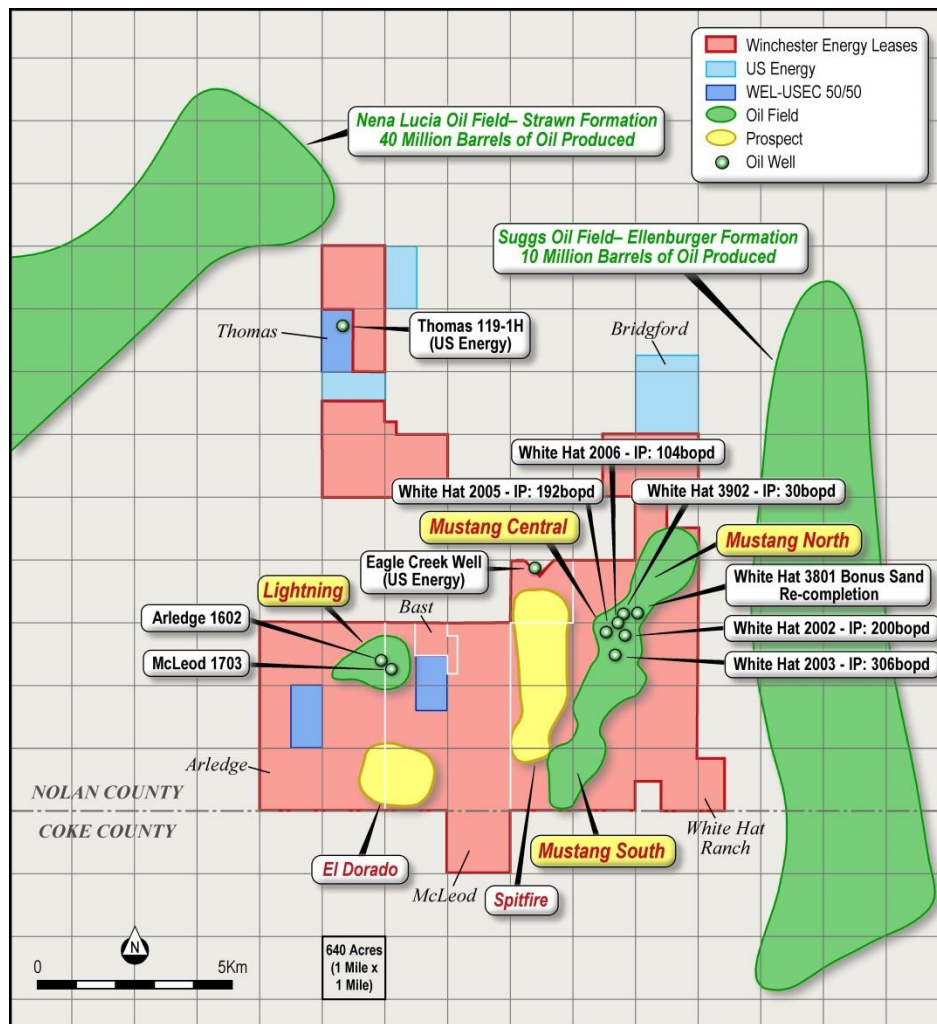 Winchester Energy Leases
US Energy
WEL-USEC 50/50
Oil Field
Prospect
Oil Well
Nena Lucia Oil Field– Strawn Formation
40 Million Barrels of Oil Produced
Suggs Oil Field– Ellenburger Formation
10 Million Barrels of Oil Produced
Thomas
Thomas 119-1H
(US Energy)
Bridgford
White Hat 2006 - IP: 104bopd
White Hat 2005 - IP: 192bopd
White Hat 3902 - IP: 30bopd
Mustang Central
Mustang North
Eagle Creek Well
(US Energy)
White Hat 3801 Bonus Sand
Re-completion
Lightning
Bast
Arledge 1602
White Hat 2002 - IP: 200bopd
McLeod 1703
White Hat 2003 - IP: 306bopd
Arledge
NOLAN COUNTY
COKE COUNTY
White Hat
Ranch
Mustang South
El Dorado
McLeod
Spitfire
N
0
5Km
640 Acres
(1 Mile x
1 Mile)